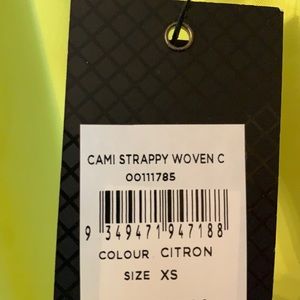 CAMI STRAPPY WOVEN C
00111785
9 349471 947188
COLOUR CITRON
SIZE XS